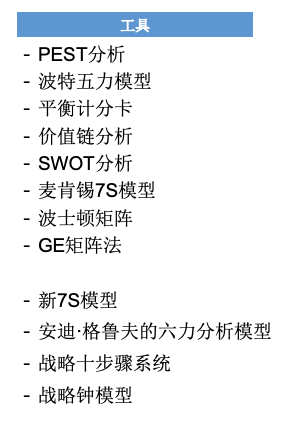 工具
- PEST分析
- 波特五力模型
- 平衡计分卡
- 价值链分析
- SWOT分析
- 麦肯锡7S模型
- 波士顿矩阵
- GE矩阵法
- 新7S模型
- 安迪·格鲁夫的六力分析模型
- 战略十步骤系统
- 战略钟模型